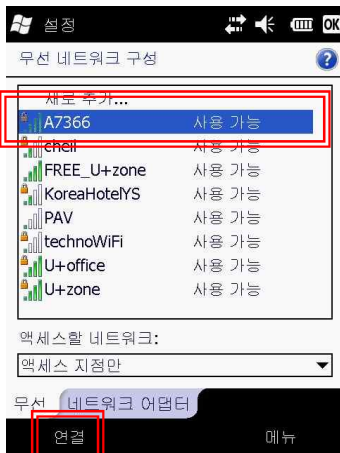 설정 OK
무선 네트워크 구성 ?
새로 추가...
A7366 사용 가능
cheil 사용 가능
FREE_U+zone 사용 가능
KoreaHotelYS 사용 가능
PAV 사용 가능
technoWiFi 사용 가능
U+office 사용 가능
U+zone 사용 가능
액세스할 네트워크:
액세스 지점만
무선 네트워크 어댑터
연결 메뉴